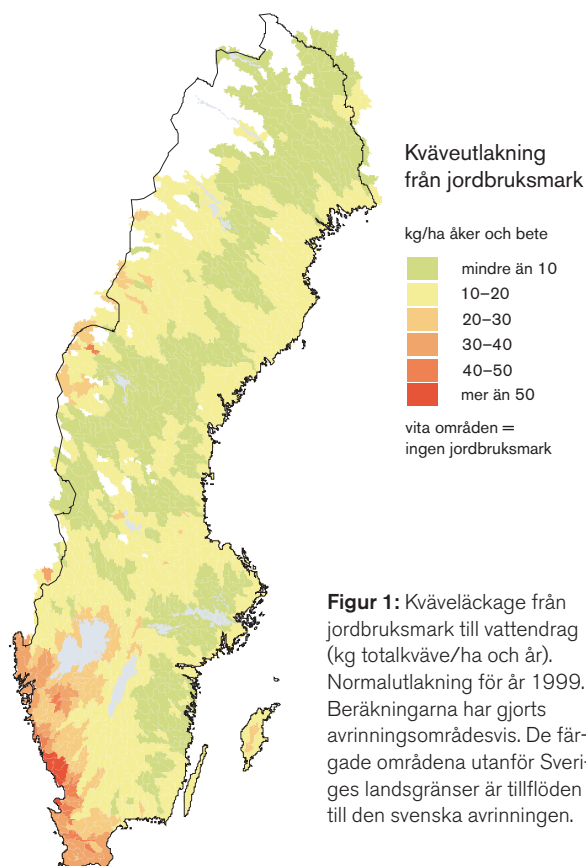 Kväveutlakning
från jordbruksmark
kg/ha åker och bete
mindre än 10
10–20
20–30
30–40
40–50
mer än 50
vita områden =
ingen jordbruksmark
Figur 1: Kväveläckage från
jordbruksmark till vattendrag
(kg totalkväve/ha och år).
Normalutlakning för år 1999.
Beräkningarna har gjorts
avrinningsområdesvis. De fär-
gade områdena utanför Sveri-
ges landsgränser är tillflöden
till den svenska avrinningen.